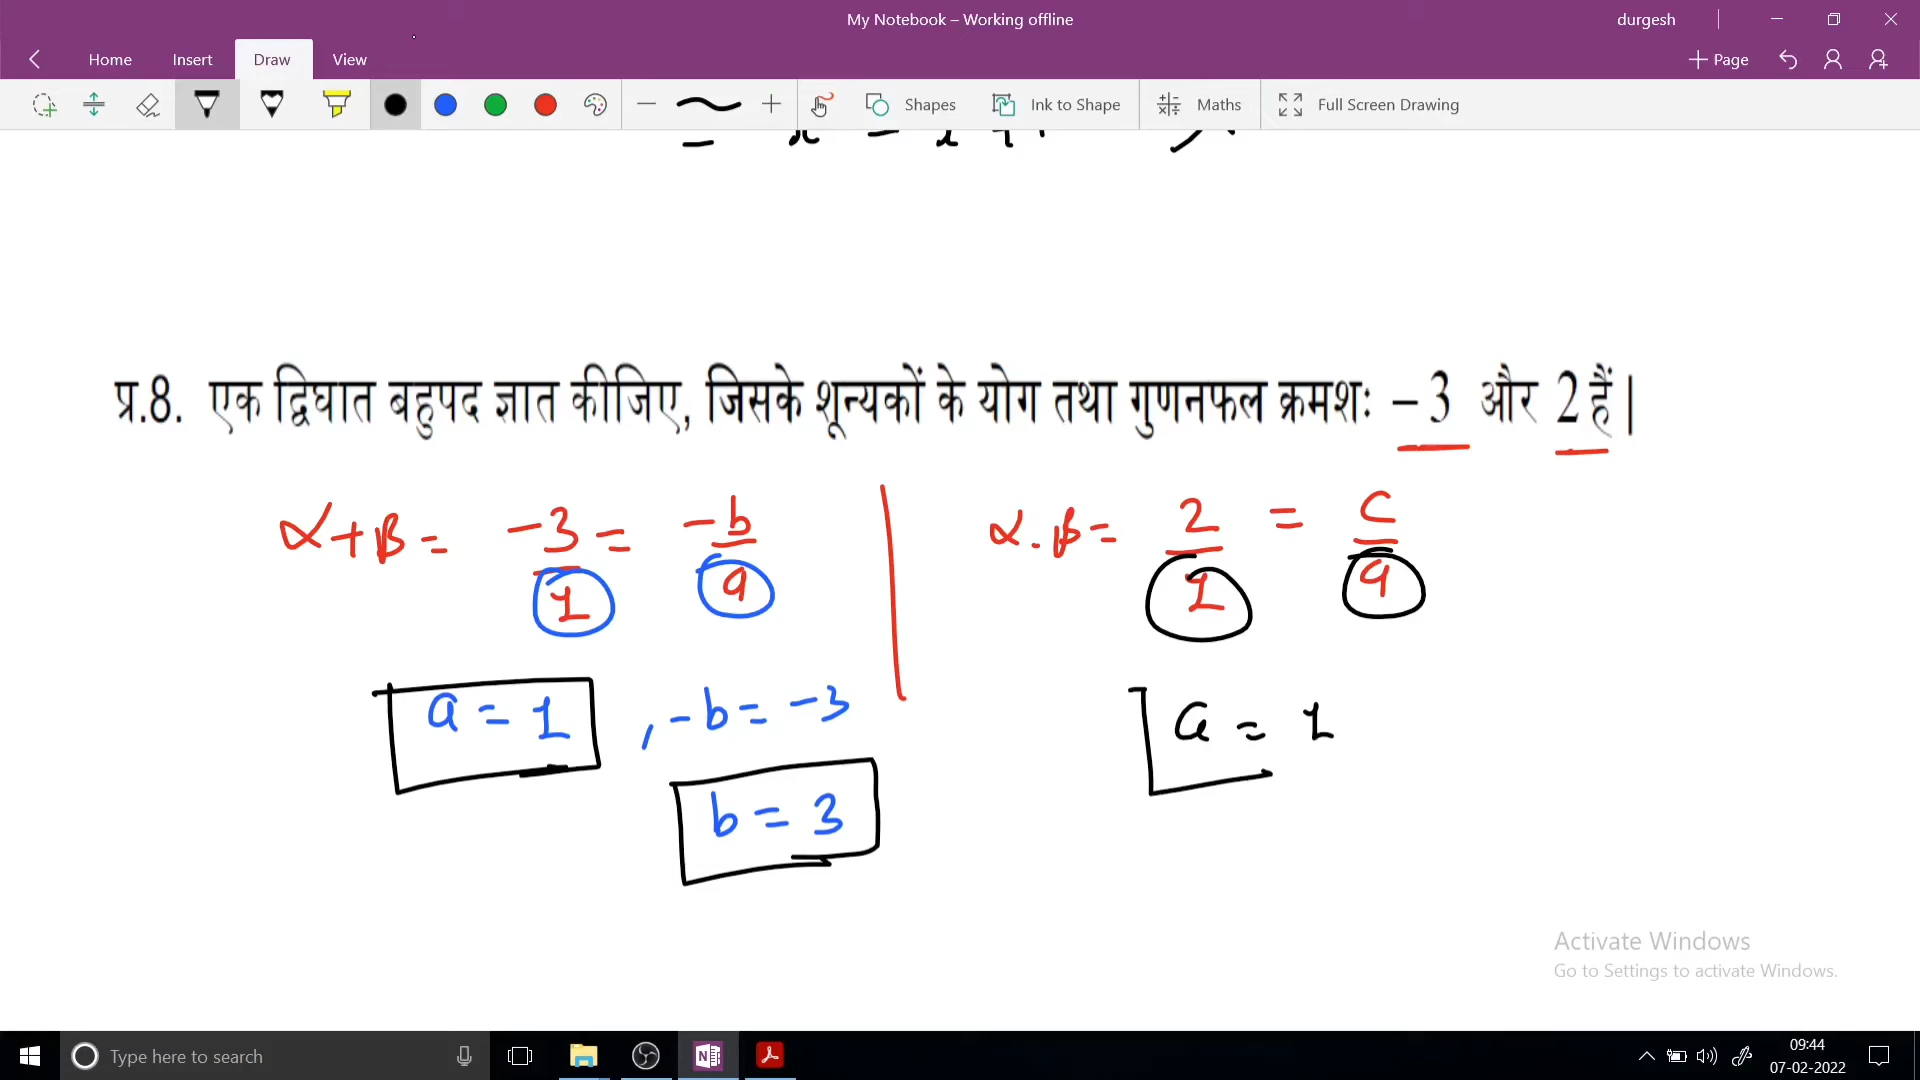 My Notebook – Working offline
durgesh
Home Insert Draw View
Page
Shapes Ink to Shape Maths Full Screen Drawing
प्र.8. एक द्विघात बहुपद ज्ञात कीजिए, जिसके शून्यकों के योग तथा गुणनफल क्रमशः –3 और 2 हैं |
α+β = -3/1 = -b/a
α.β = 2/1 = c/a
a = 1 , -b = -3
a = 1
b = 3
Activate Windows
Go to Settings to activate Windows.
Type here to search
09:44
07-02-2022